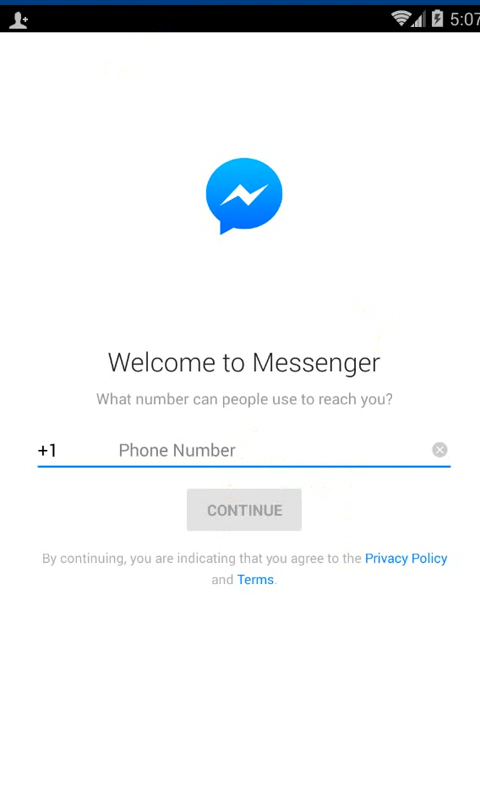 5:07
Welcome to Messenger
What number can people use to reach you?
+1 Phone Number
CONTINUE
By continuing, you are indicating that you agree to the Privacy Policy
and Terms.